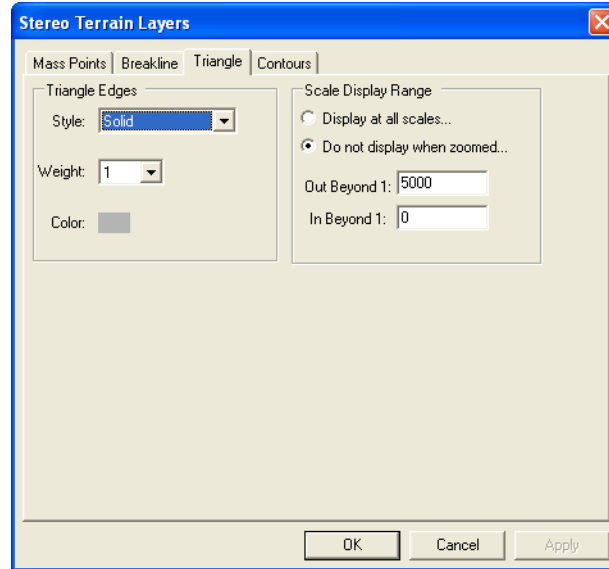 Stereo Terrain Layers
Mass Points Breakline Triangle Contours
Triangle Edges
Style: Solid
Weight: 1
Color:
Scale Display Range
Display at all scales...
Do not display when zoomed...
Out Beyond 1: 5000
In Beyond 1: 0
OK Cancel Apply